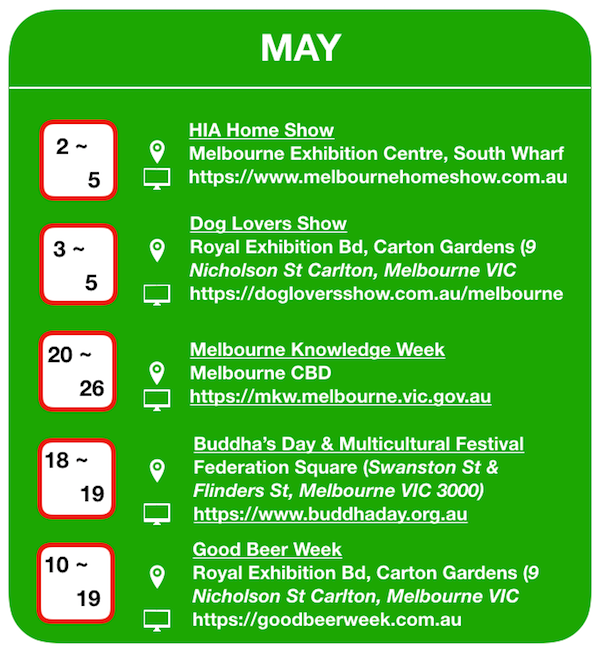 MAY
2 ~
5
HIA Home Show
Melbourne Exhibition Centre, South Wharf
https://www.melbournehomeshow.com.au
3 ~
5
Dog Lovers Show
Royal Exhibition Bd, Carton Gardens (9
Nicholson St Carlton, Melbourne VIC
https://dogloversshow.com.au/melbourne
20 ~
26
Melbourne Knowledge Week
Melbourne CBD
https://mkw.melbourne.vic.gov.au
18 ~
19
Buddha’s Day & Multicultural Festival
Federation Square (Swanston St &
Flinders St, Melbourne VIC 3000)
https://www.buddhaday.org.au
10 ~
19
Good Beer Week
Royal Exhibition Bd, Carton Gardens (9
Nicholson St Carlton, Melbourne VIC
https://goodbeerweek.com.au